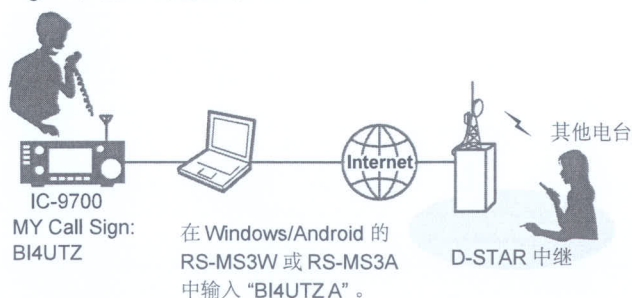 Internet
其他电台
IC-9700
MY Call Sign:
BI4UTZ
在 Windows/Android 的
RS-MS3W 或 RS-MS3A
中输入 “BI4UTZ A” 。
D-STAR 中继